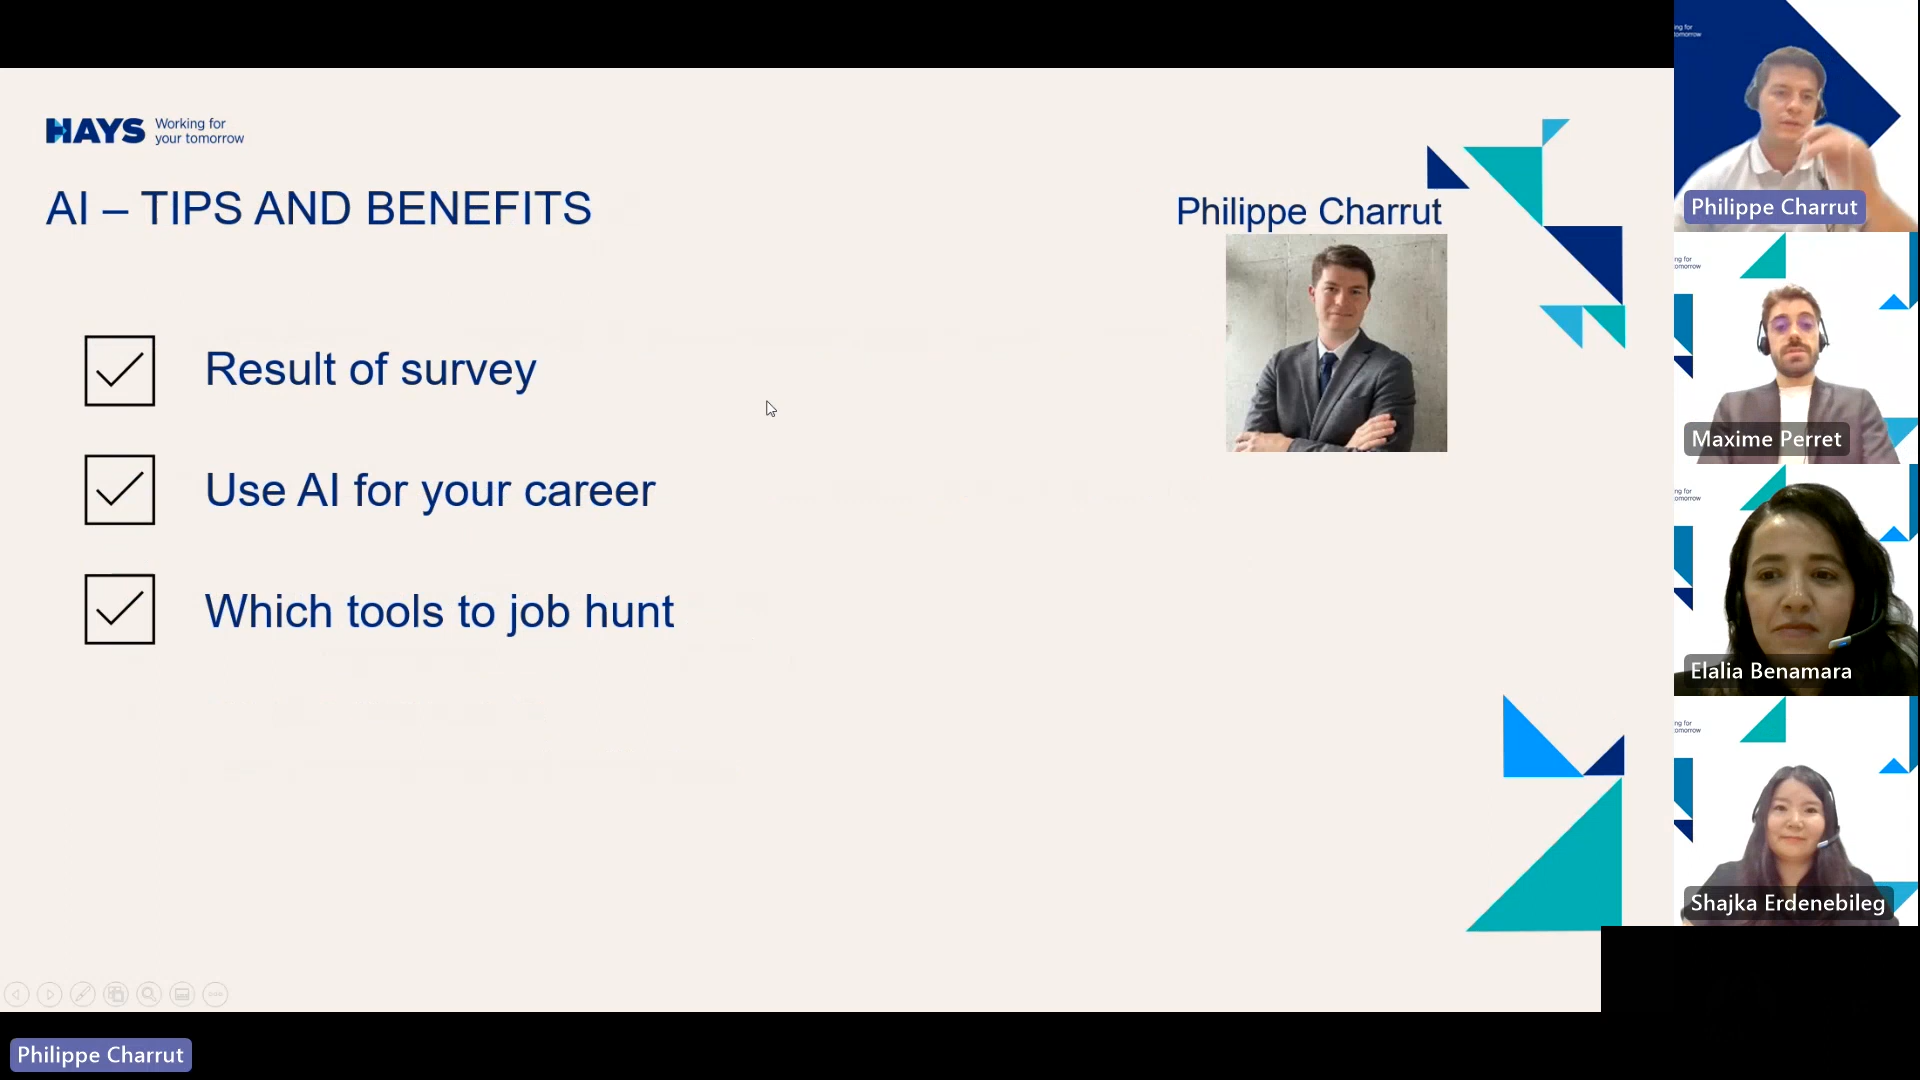 HAYS Working for
your tomorrow
AI – TIPS AND BENEFITS
Philippe Charrut
Result of survey
Use AI for your career
Which tools to job hunt
Philippe Charrut
Maxime Perret
Elalia Benamara
Shajka Erdenebileg
Philippe Charrut